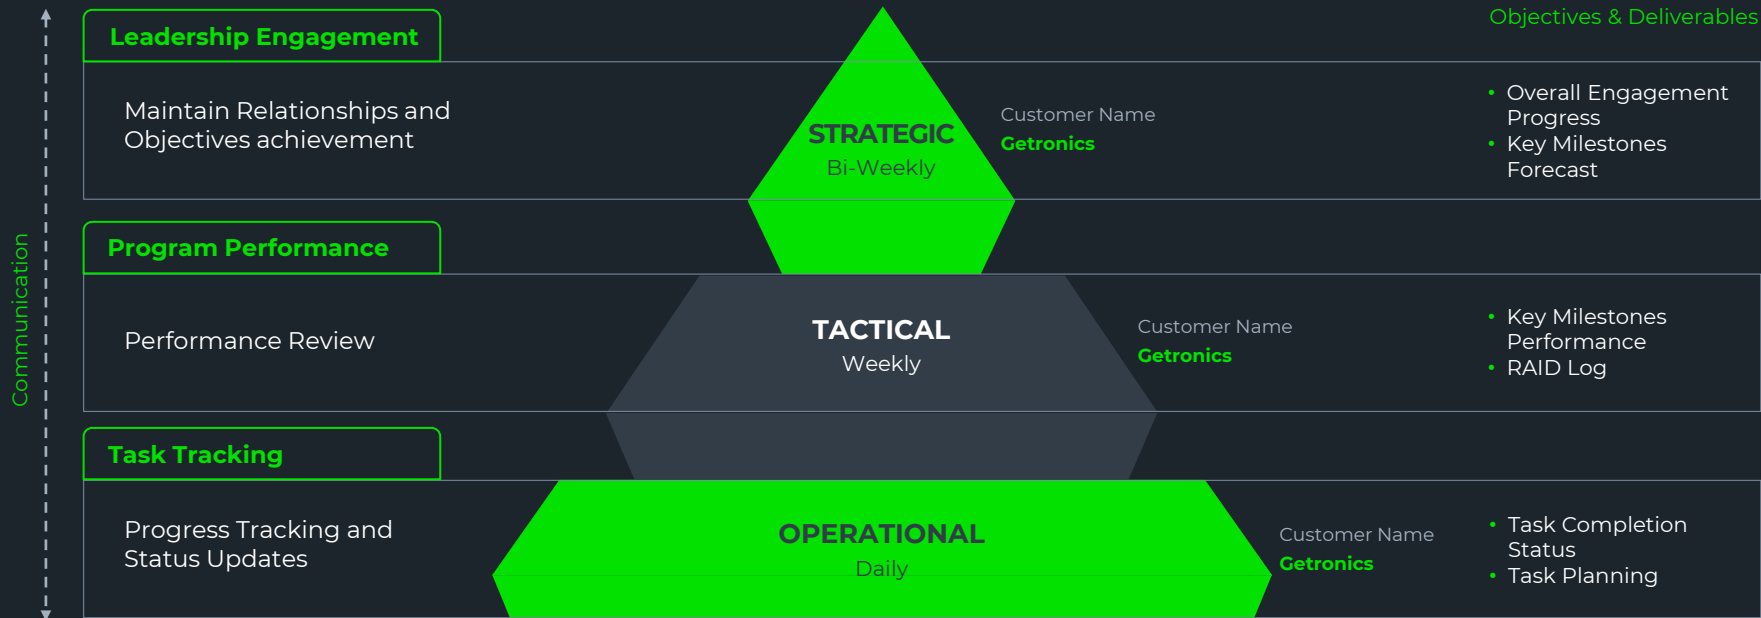 Objectives & Deliverables
Leadership Engagement
Maintain Relationships and
Objectives achievement
STRATEGIC
Bi-Weekly
Customer Name
Getronics
• Overall Engagement
Progress
• Key Milestones
Forecast
Communication
Program Performance
Performance Review
TACTICAL
Weekly
Customer Name
Getronics
• Key Milestones
Performance
• RAID Log
Task Tracking
Progress Tracking and
Status Updates
OPERATIONAL
Daily
Customer Name
Getronics
• Task Completion
Status
• Task Planning